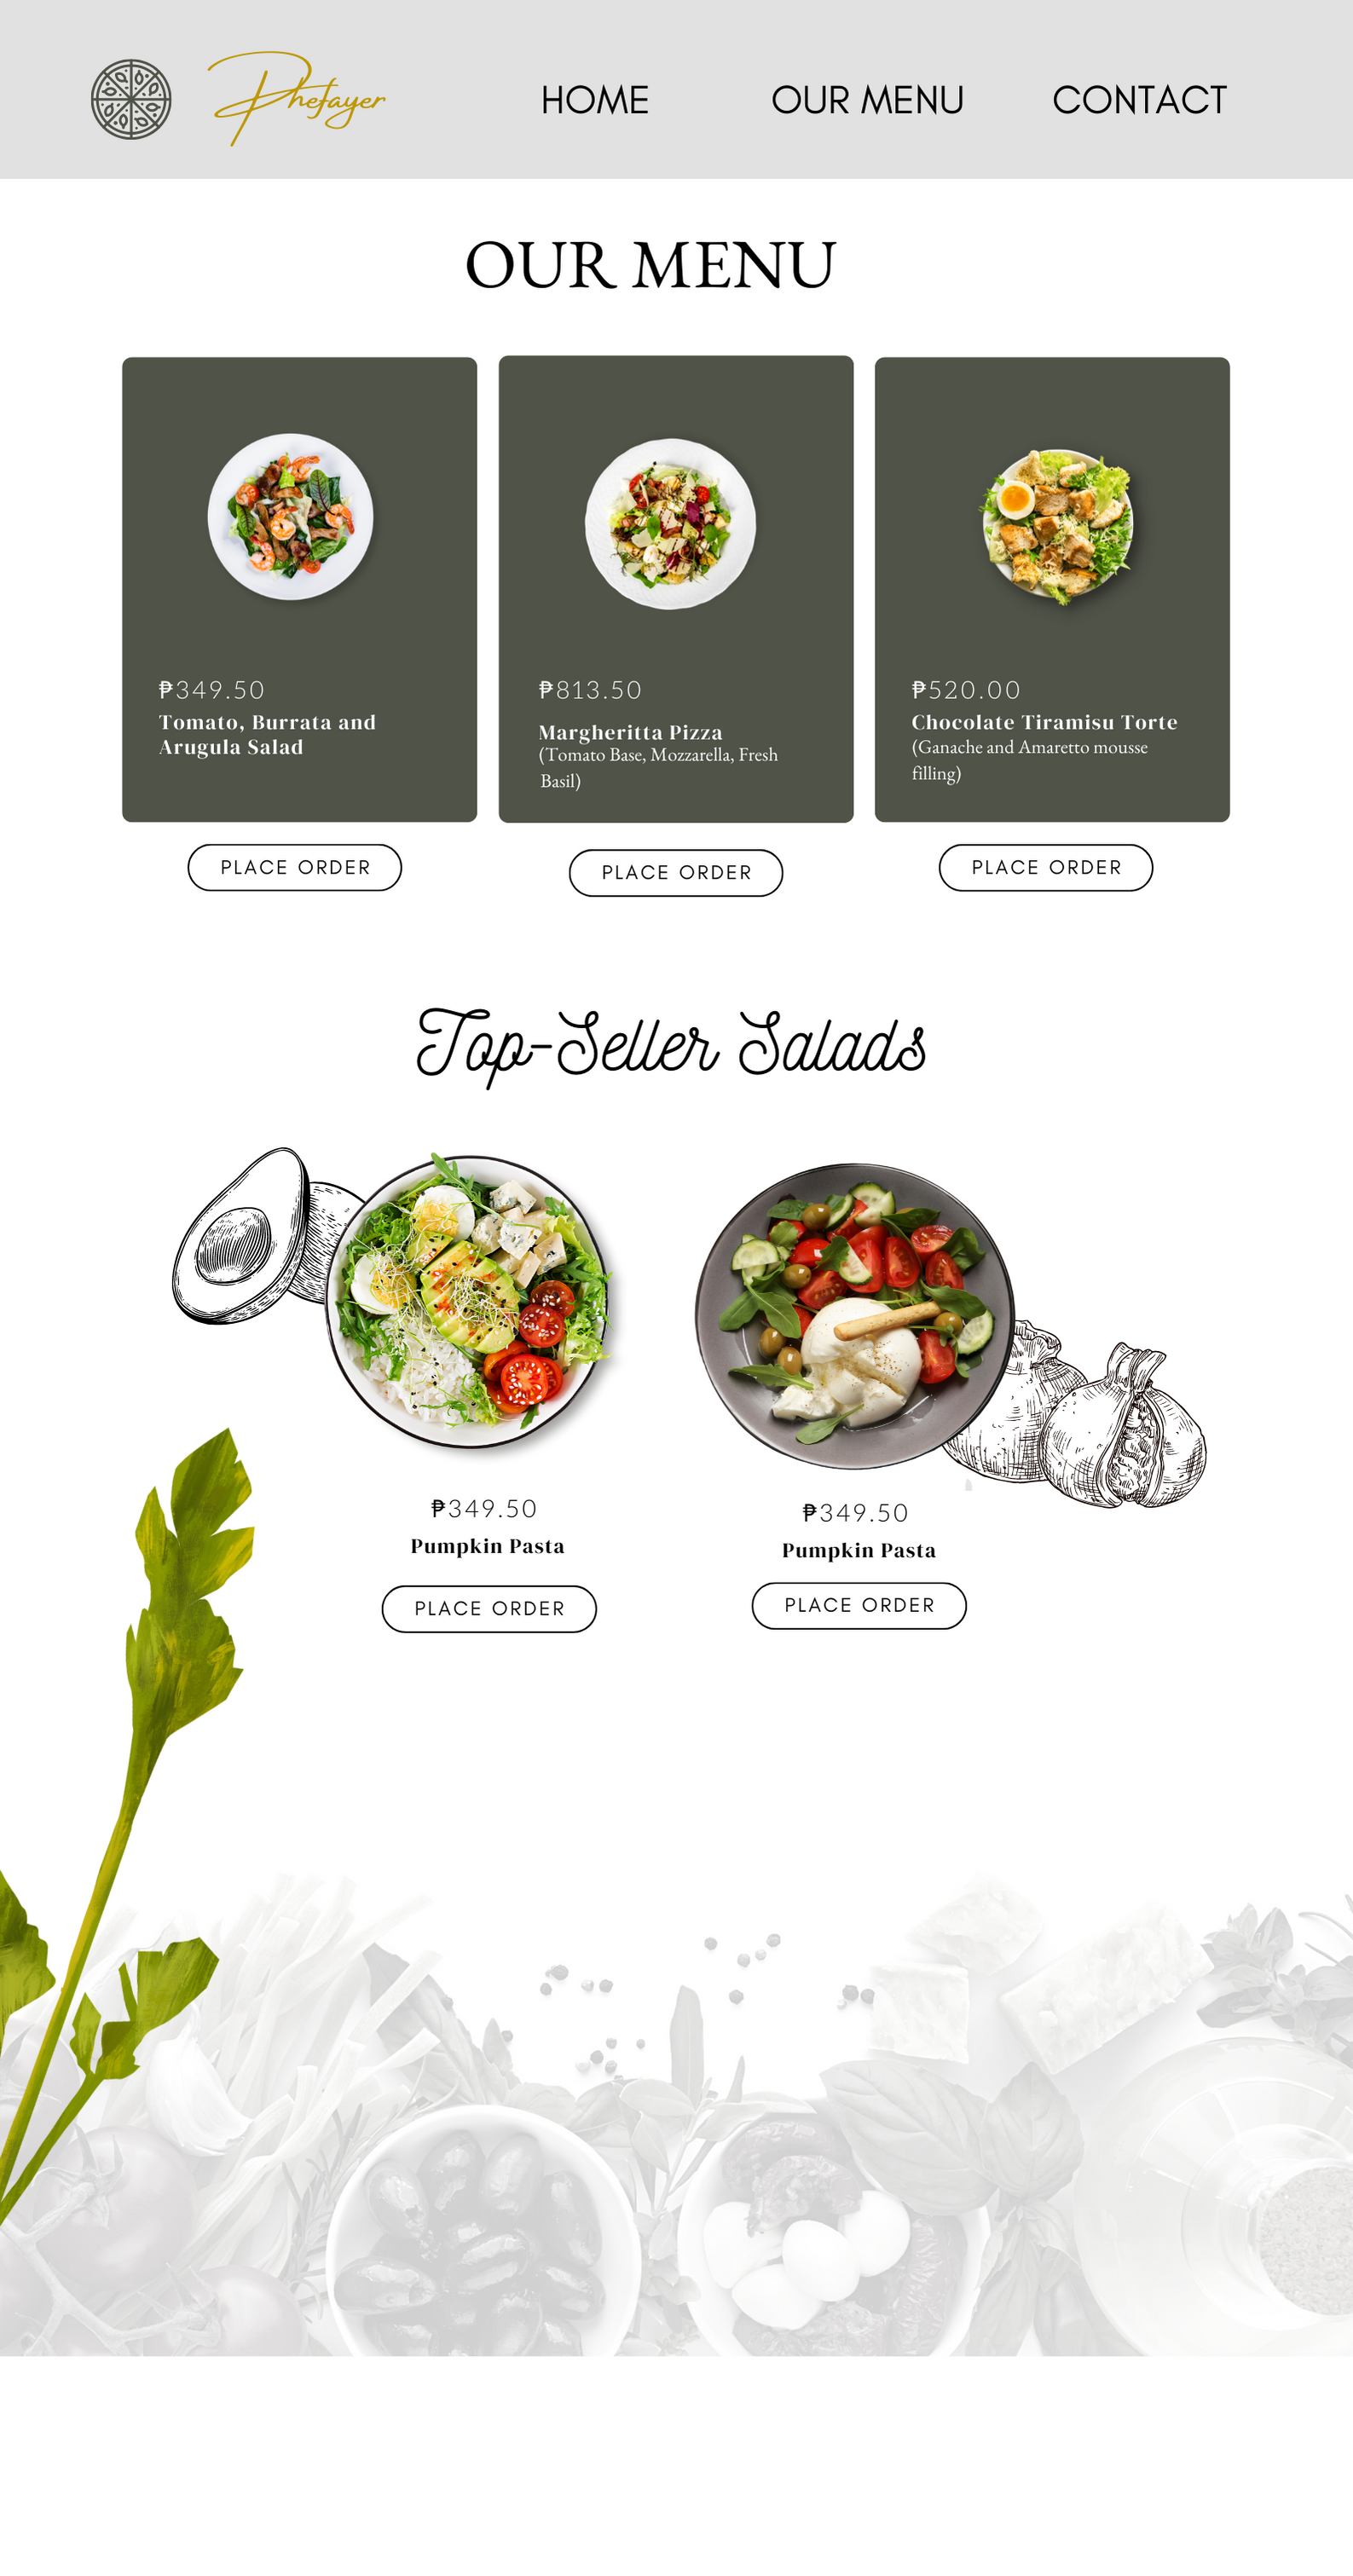 Phefayer
HOME
OUR MENU
CONTACT
OUR MENU
₱349.50
Tomato, Burrata and
Arugula Salad
PLACE ORDER
₱813.50
Margheritta Pizza
(Tomato Base, Mozzarella, Fresh
Basil)
PLACE ORDER
₱520.00
Chocolate Tiramisu Torte
(Ganache and Amaretto mousse
filling)
PLACE ORDER
Top-Seller Salads
₱349.50
Pumpkin Pasta
PLACE ORDER
₱349.50
Pumpkin Pasta
PLACE ORDER